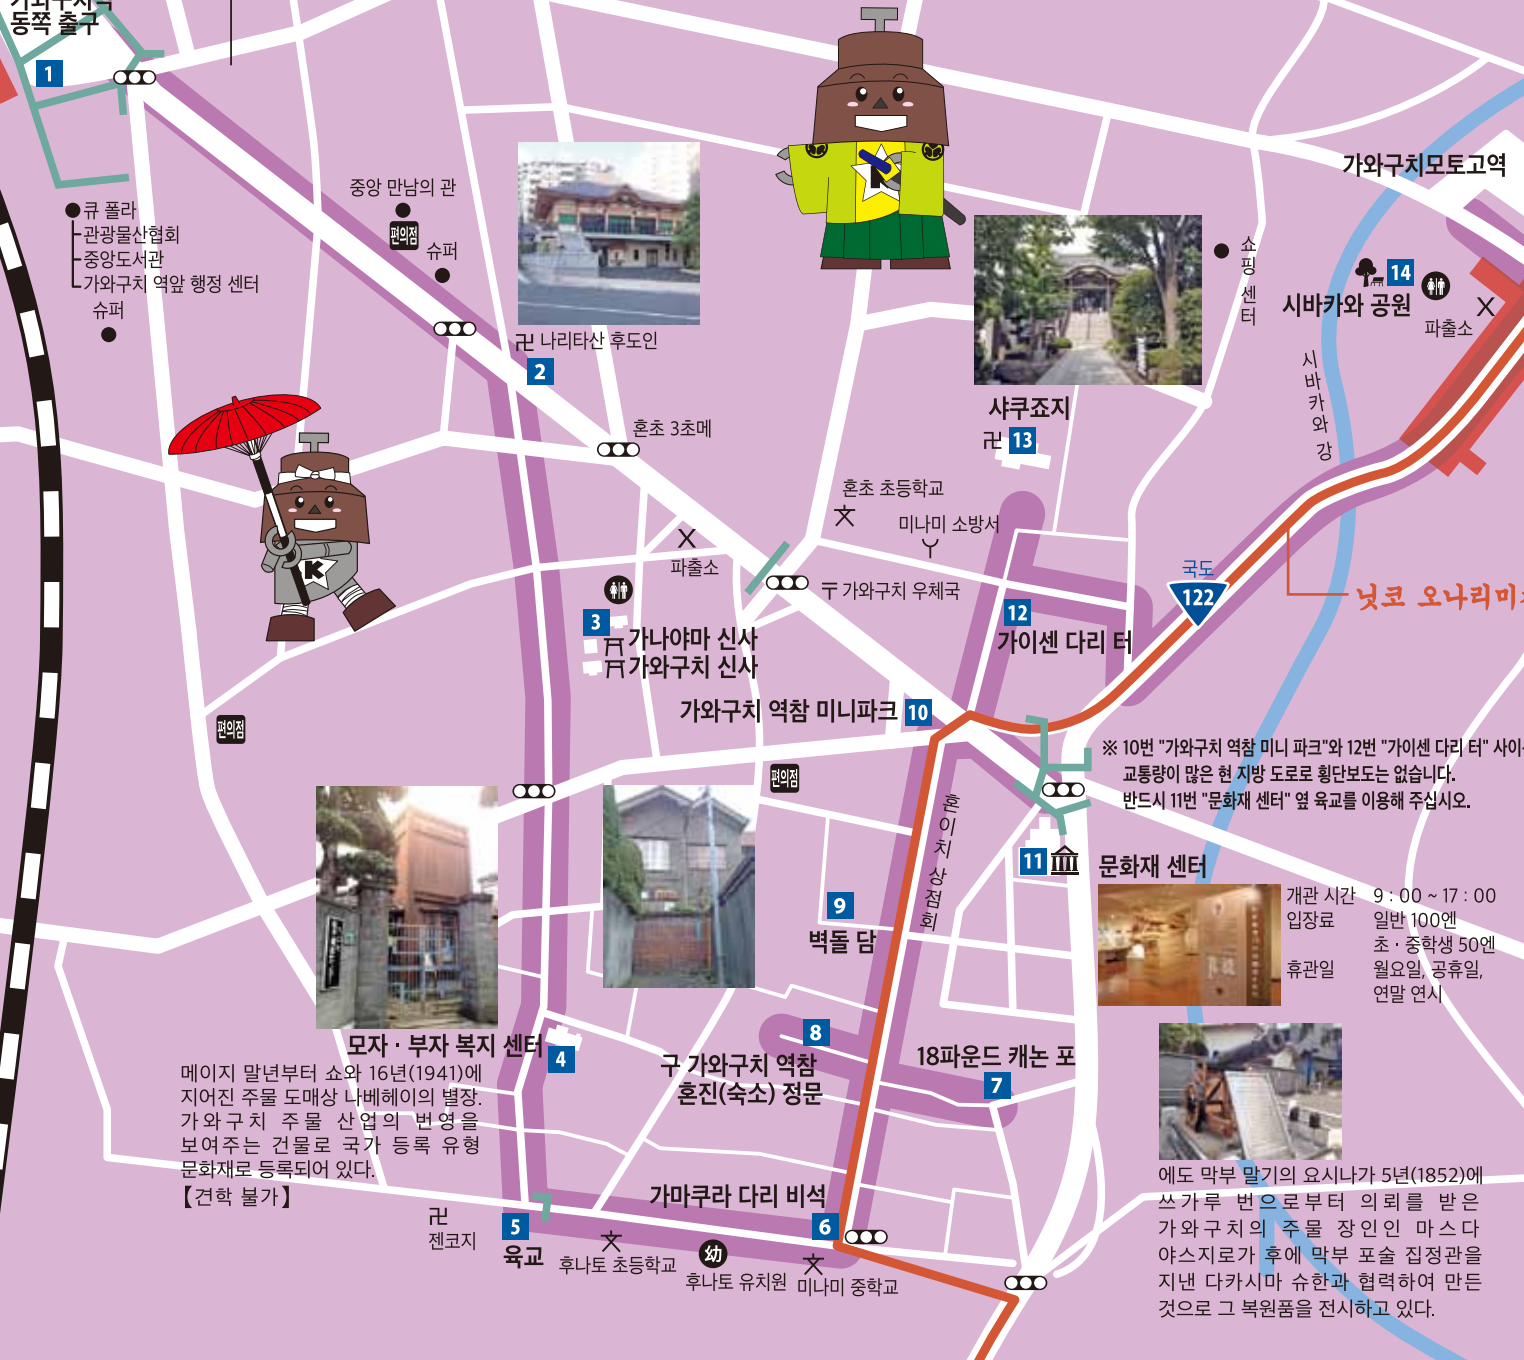 동쪽 출구
1
큐 폴라
관광물산협회
중앙도서관
가와구치 역앞 행정 센터
슈퍼
중앙 만남의 관
편의점
슈퍼
나리타산 후도인
2
혼초 3초메
K
K
샤쿠죠지
13
쇼핑 센터
가와구치모토고역
14
시바카와 공원
파출소
시바카와 강
혼초 초등학교
미나미 소방서
파출소
가와구치 우체국
3
가나야마 신사
가와구치 신사
12
가이센 다리 터
국도
122
닛코 오나리미
가와구치 역참 미니파크
10
편의점
편의점
※ 10번 "가와구치 역참 미니 파크"와 12번 "가이센 다리 터" 사이
교통량이 많은 현 지방 도로로 횡단보도는 없습니다.
반드시 11번 "문화재 센터" 옆 육교를 이용해 주십시오.
혼이치 상점회
11
문화재 센터
개관 시간 9 : 00 ~ 17 : 00
입장료 일반 100엔
초 · 중학생 50엔
휴관일 월요일, 공휴일,
연말 연시
9
벽돌 담
8
구 가와구치 역참
혼진(숙소) 정문
18파운드 캐논 포
7
모자 · 부자 복지 센터
4
메이지 말년부터 쇼와 16년(1941)에
지어진 주물 도매상 나베헤이의 별장.
가와구치 주물 산업의 번영을
보여주는 건물로 국가 등록 유형
문화재로 등록되어 있다.
【견학 불가】
젠코지
5
육교
후나토 초등학교
幼
후나토 유치원
가마쿠라 다리 비석
6
미나미 중학교
에도 막부 말기의 요시나가 5년(1852)에
쓰가루 번으로부터 의뢰를 받은
가와구치의 주물 장인인 마스다
야스지로가 후에 막부 포술 집정관을
지낸 다카시마 슈한과 협력하여 만든
것으로 그 복원품을 전시하고 있다.